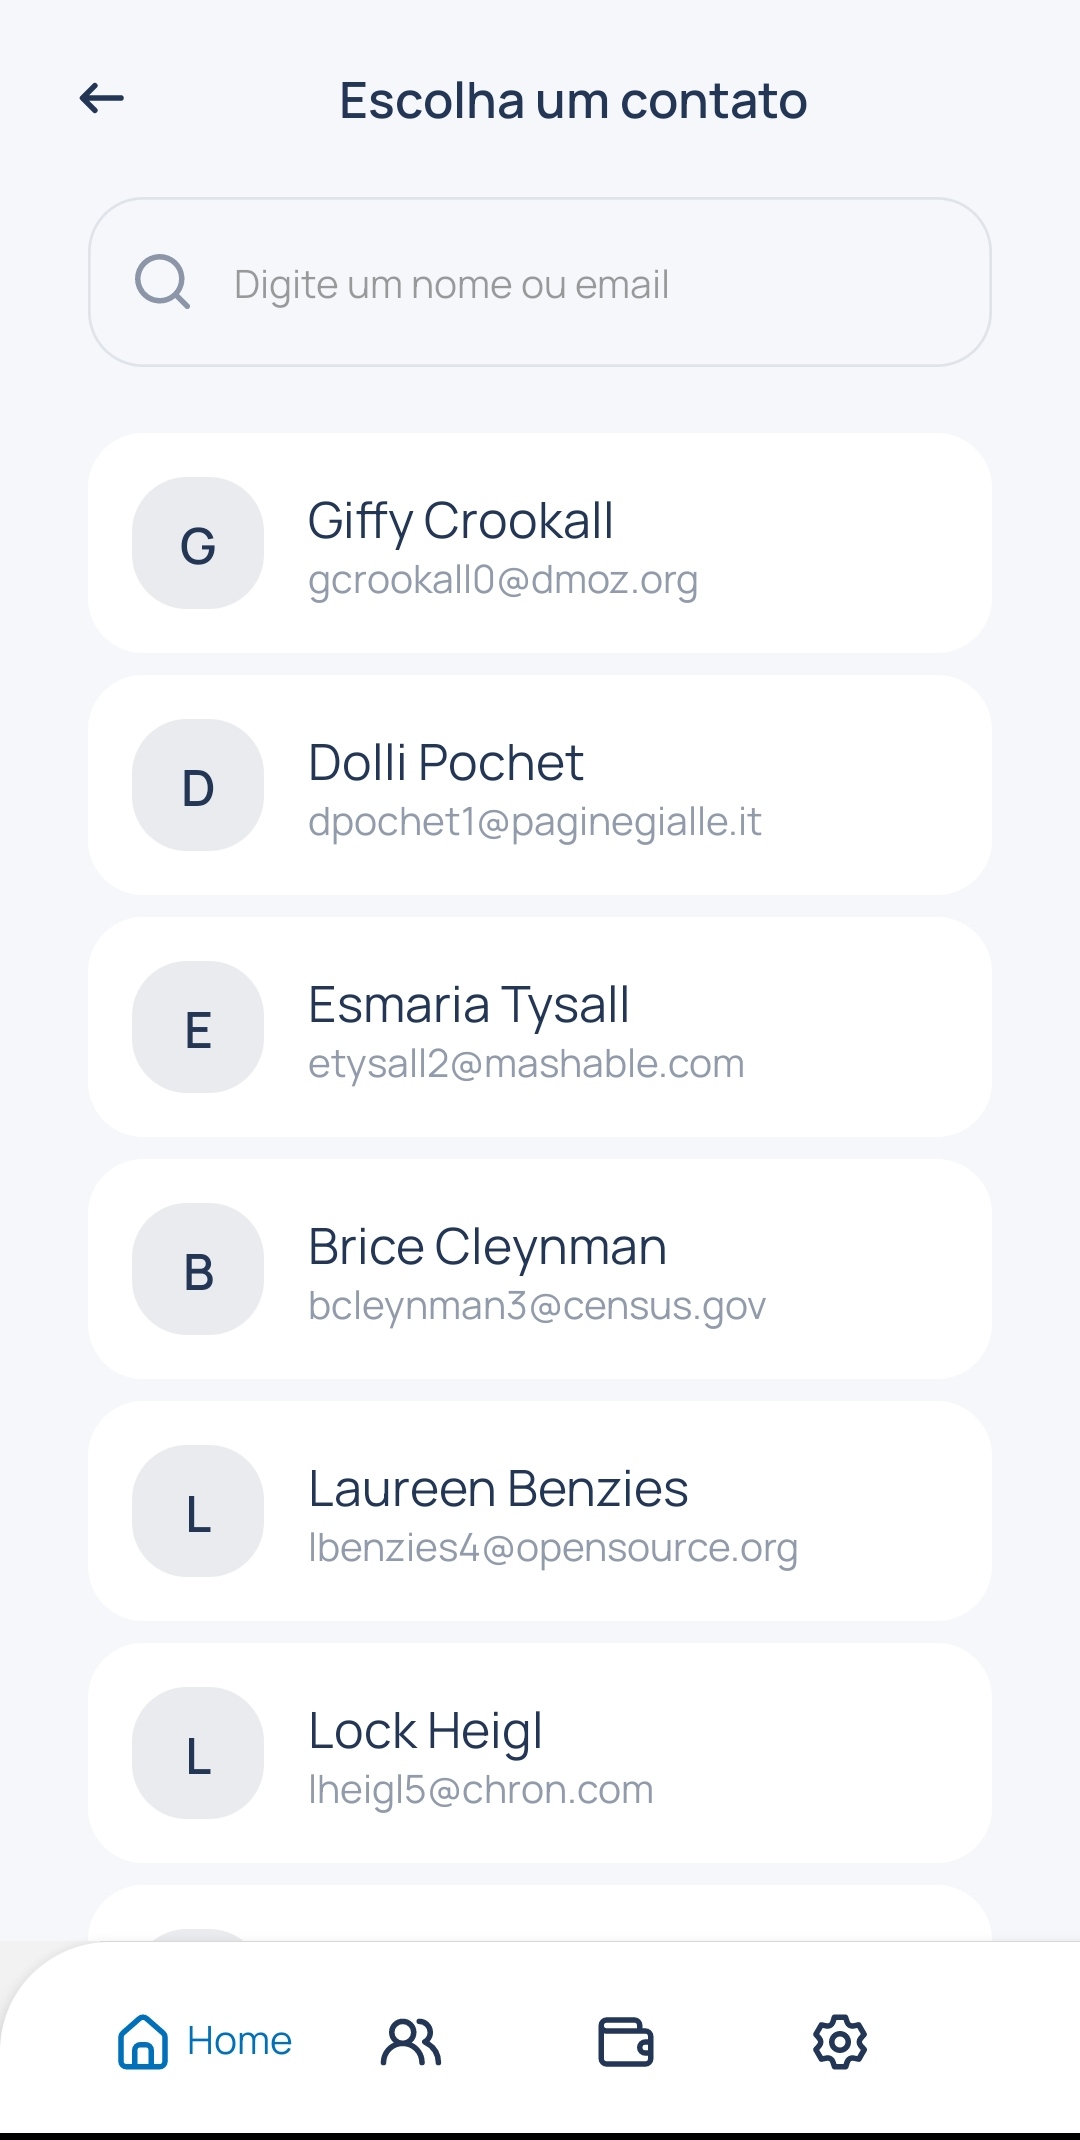 Escolha um contato
Digite um nome ou email
G
Giffy Crookall
gcrookall0@dmoz.org
D
Dolli Pochet
dpochet1@paginegialle.it
E
Esmaria Tysall
etysall2@mashable.com
B
Brice Cleynman
bcleynman3@census.gov
L
Laureen Benzies
lbenzies4@opensource.org
L
Lock Heigl
lheigl5@chron.com
Home